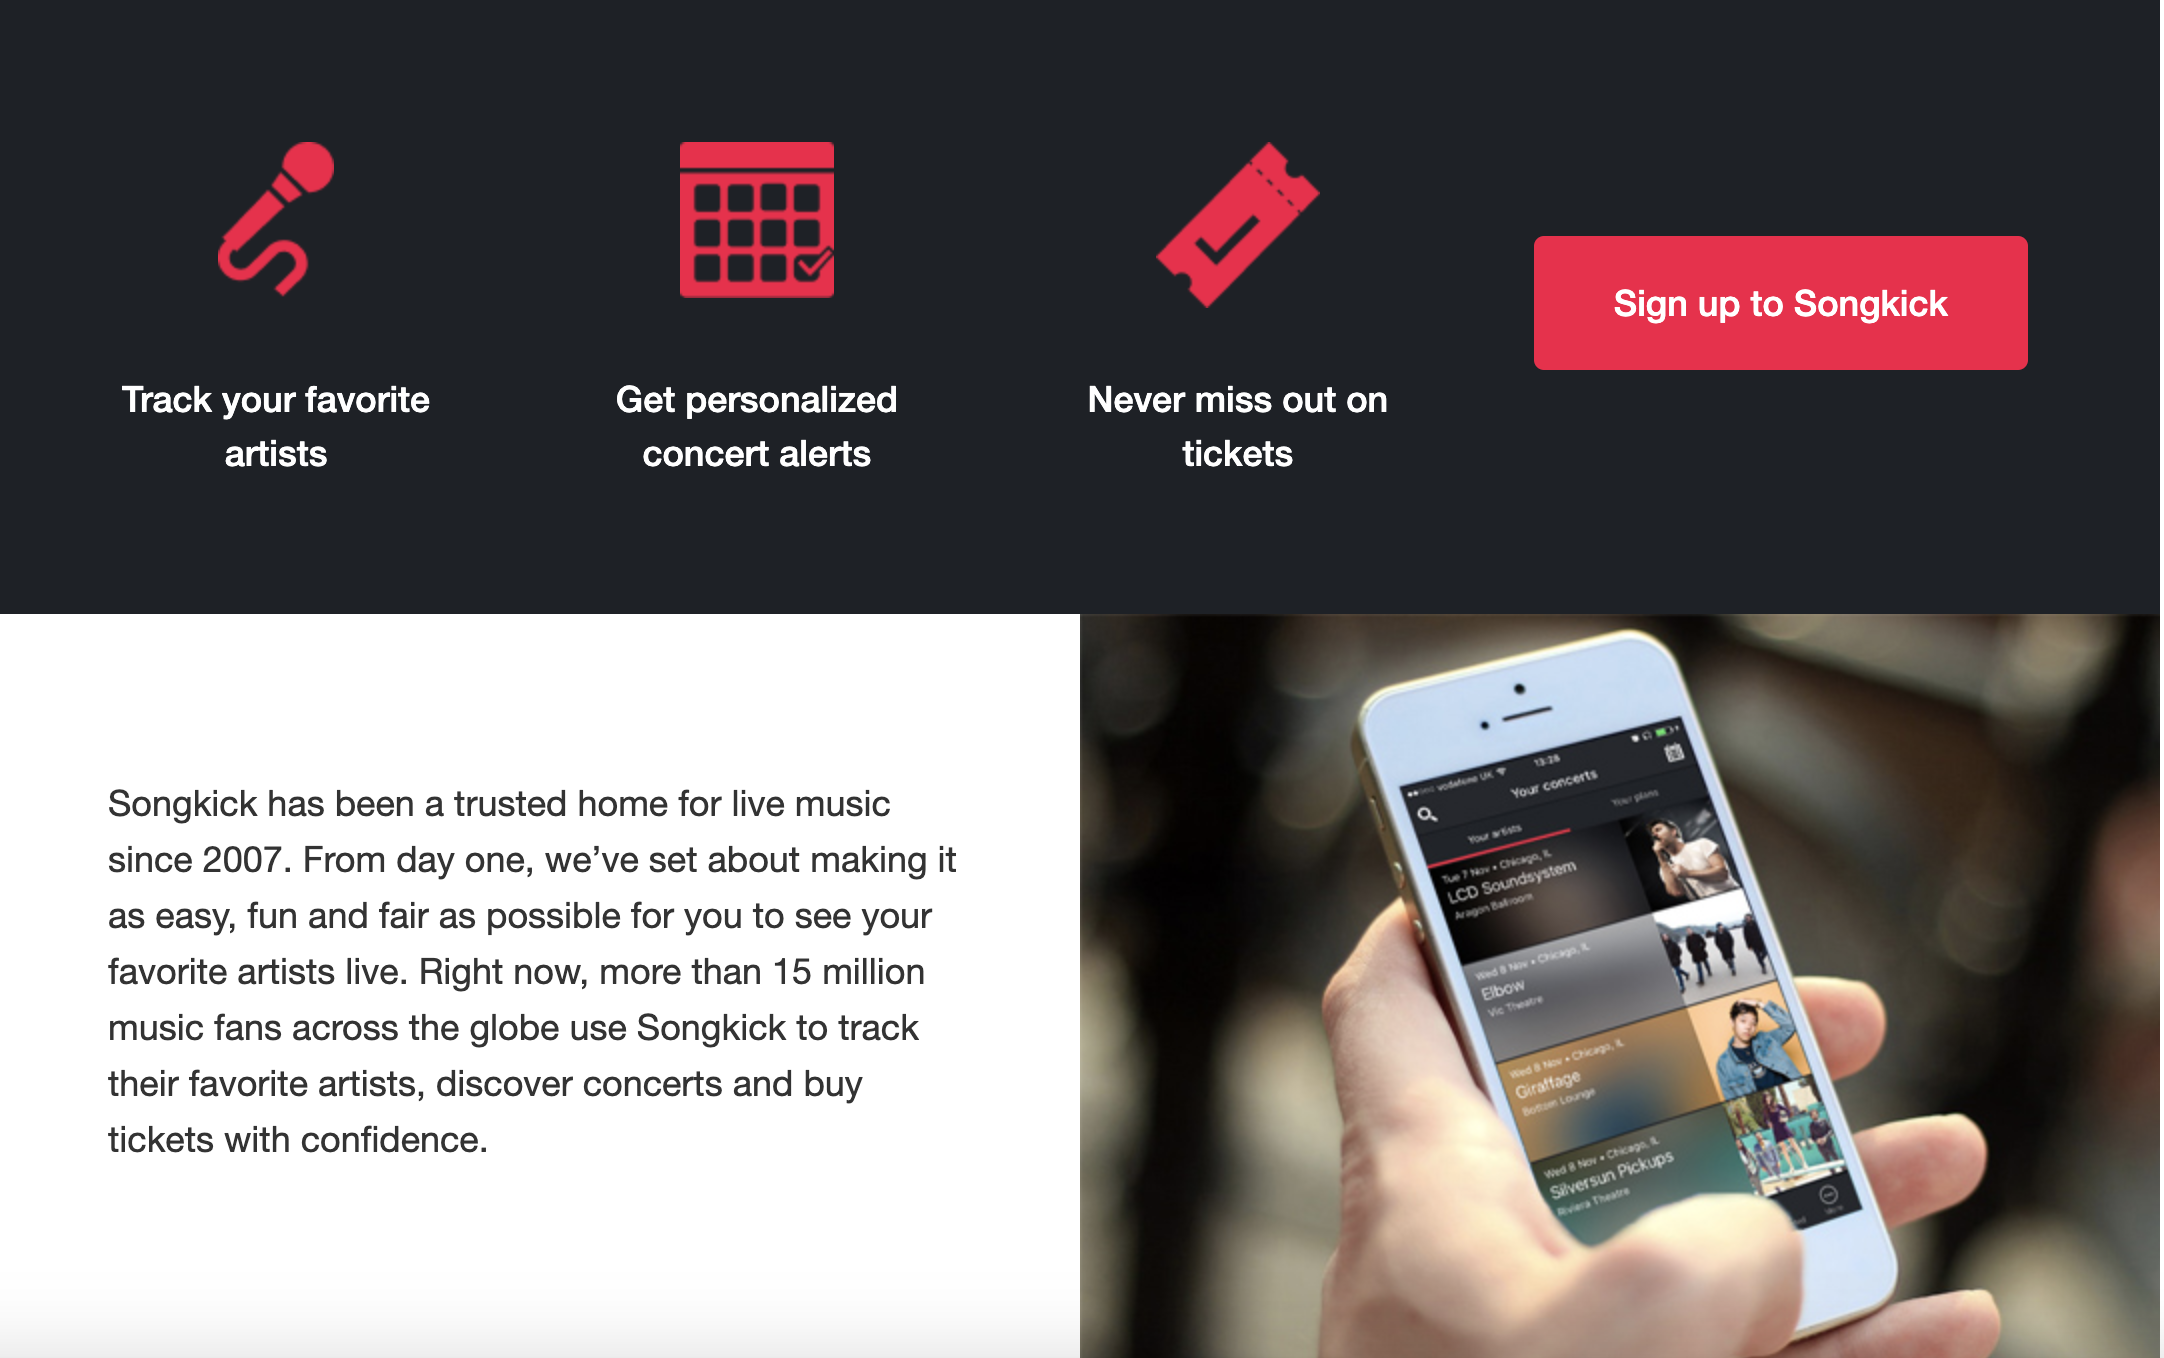 Track your favorite
artists
Get personalized
concert alerts
Never miss out on
tickets
Sign up to Songkick
Songkick has been a trusted home for live music
since 2007. From day one, we’ve set about making it
as easy, fun and fair as possible for you to see your
favorite artists live. Right now, more than 15 million
music fans across the globe use Songkick to track
their favorite artists, discover concerts and buy
tickets with confidence.
vodafone UK 13:28
Your concerts
Your artists Your plans
Tue 7 Nov • Chicago, IL
LCD Soundsystem
Aragon Ballroom
Wed 8 Nov • Chicago, IL
Elbow
Vic Theatre
Wed 8 Nov • Chicago, IL
Giraffage
Bottom Lounge
Wed 8 Nov • Chicago, IL
Silversun Pickups
Riviera Theatre